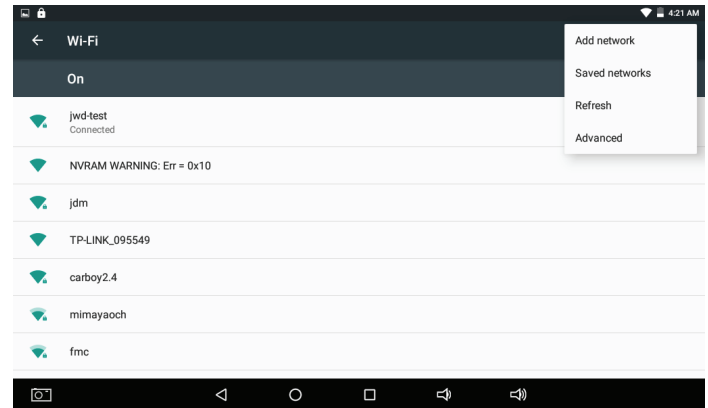 4:21 AM
Wi-Fi
On
Add network
Saved networks
Refresh
Advanced
jwd-test
Connected
NVRAM WARNING: Err = 0x10
jdm
TP-LINK_095549
carboy2.4
mimayaoch
fmc